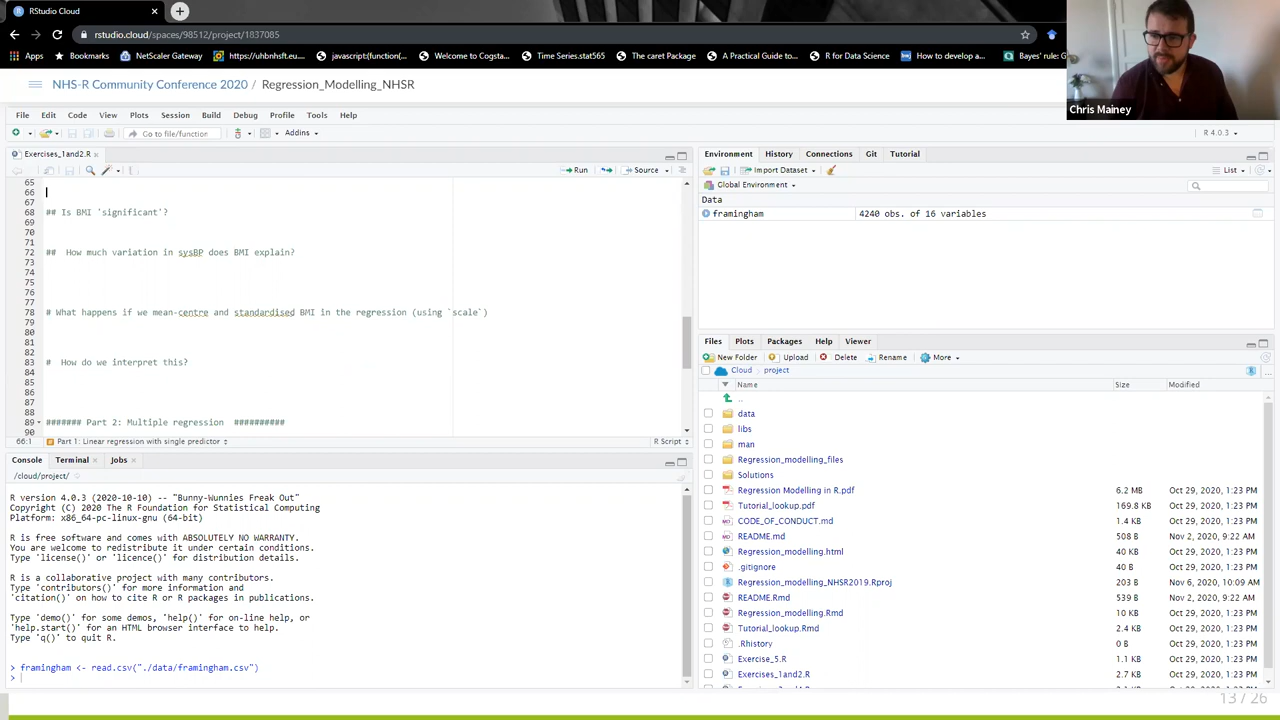 RStudio Cloud
rstudio.cloud/spaces/98512/project/1837085
Apps Bookmarks NetScaler Gateway https://uhbnhsft.eu... javascript:(function(... Welcome to Cogsta... Time Series.stat565 The caret Package A Practical Guide to... R for Data Science How to develop a... Bayes' rule: g
Chris Mainey
NHS-R Community Conference 2020 / Regression_Modelling_NHSR
File Edit Code View Plots Session Build Debug Profile Tools Help
Go to file/function Addins R 4.0.3
Exercises_1and2.R
Run Source
65
66
67
68 ## Is BMI 'significant'?
69
70
71
72 ## How much variation in sysBP does BMI explain?
73
74
75
76
77
78 # What happens if we mean-centre and standardised BMI in the regression (using `scale`)
79
80
81
82
83 # How do we interpret this?
84
85
86
87
88
89 ####### Part 2: Multiple regression ##########
90
66:1 Part 1: Linear regression with single predictor R Script
Console Terminal Jobs
/cloud/project/
R version 4.0.3 (2020-10-10) -- "Bunny-Wunnies Freak Out"
Copyright (C) 2020 The R Foundation for Statistical Computing
Platform: x86_64-pc-linux-gnu (64-bit)
R is free software and comes with ABSOLUTELY NO WARRANTY.
You are welcome to redistribute it under certain conditions.
Type 'license()' or 'licence()' for distribution details.
R is a collaborative project with many contributors.
Type 'contributors()' for more information and
'citation()' on how to cite R or R packages in publications.
Type 'demo()' for some demos, 'help()' for on-line help, or
'help.start()' for an HTML browser interface to help.
Type 'q()' to quit R.
> framingham <- read.csv("./data/framingham.csv")
>
Environment History Connections Git Tutorial
Import Dataset List
Global Environment
Data
framingham 4240 obs. of 16 variables
Files Plots Packages Help Viewer
New Folder Upload Delete Rename More
Cloud project
Name Size Modified
..
data
libs
man
Regression_modelling_files
Solutions
Regression Modelling in R.pdf 6.2 MB Oct 29, 2020, 1:23 PM
Tutorial_lookup.pdf 169.8 KB Oct 29, 2020, 1:23 PM
CODE_OF_CONDUCT.md 1.4 KB Oct 29, 2020, 1:23 PM
README.md 508 B Nov 2, 2020, 9:22 AM
Regression_modelling.html 40 KB Oct 29, 2020, 1:23 PM
.gitignore 40 B Oct 29, 2020, 1:23 PM
Regression_modelling_NHSR2019.Rproj 203 B Nov 6, 2020, 10:09 AM
README.Rmd 539 B Nov 2, 2020, 9:22 AM
Regression_modelling.Rmd 10 KB Oct 29, 2020, 1:23 PM
Tutorial_lookup.Rmd 2.4 KB Oct 29, 2020, 1:23 PM
.Rhistory 0 B Oct 29, 2020, 1:23 PM
Exercise_5.R 1.1 KB Oct 29, 2020, 1:23 PM
Exercises_1and2.R 2.7 KB Oct 29, 2020, 1:23 PM
13 / 26